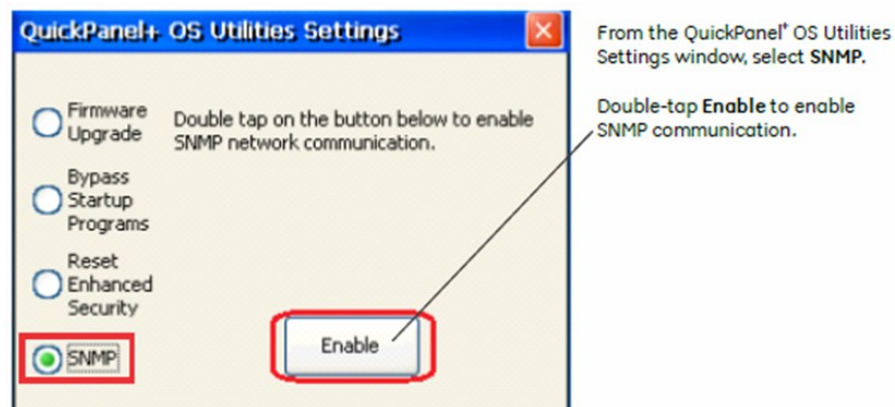 QuickPanel+ OS Utilities Settings
Firmware
Upgrade
Double tap on the button below to enable
SNMP network communication.
Bypass
Startup
Programs
Reset
Enhanced
Security
SNMP
Enable
From the QuickPanel⁺ OS Utilities
Settings window, select SNMP.
Double-tap Enable to enable
SNMP communication.